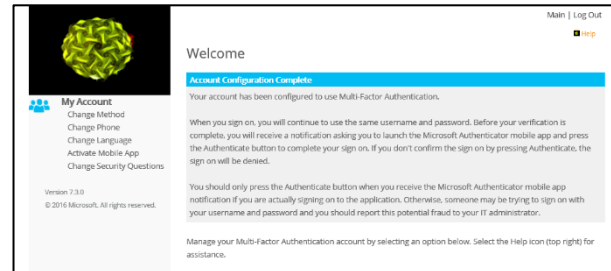 Main | Log Out
Help
Welcome
Account Configuration Complete
Your account has been configured to use Multi-Factor Authentication.
When you sign on, you will continue to use the same username and password. Before your verification is
complete, you will receive a notification asking you to launch the Microsoft Authenticator mobile app and press
the Authenticate button to complete your sign on. If you don't confirm the sign on by pressing Authenticate, the
sign on will be denied.
You should only press the Authenticate button when you receive the Microsoft Authenticator mobile app
notification if you are actually signing on to the application. Otherwise, someone may be trying to sign on with
your username and password and you should report this potential fraud to your IT administrator.
Manage your Multi-Factor Authentication account by selecting an option below. Select the Help icon (top right) for
assistance.
My Account
Change Method
Change Phone
Change Language
Activate Mobile App
Change Security Questions
Version 7.3.0
© 2016 Microsoft. All rights reserved.